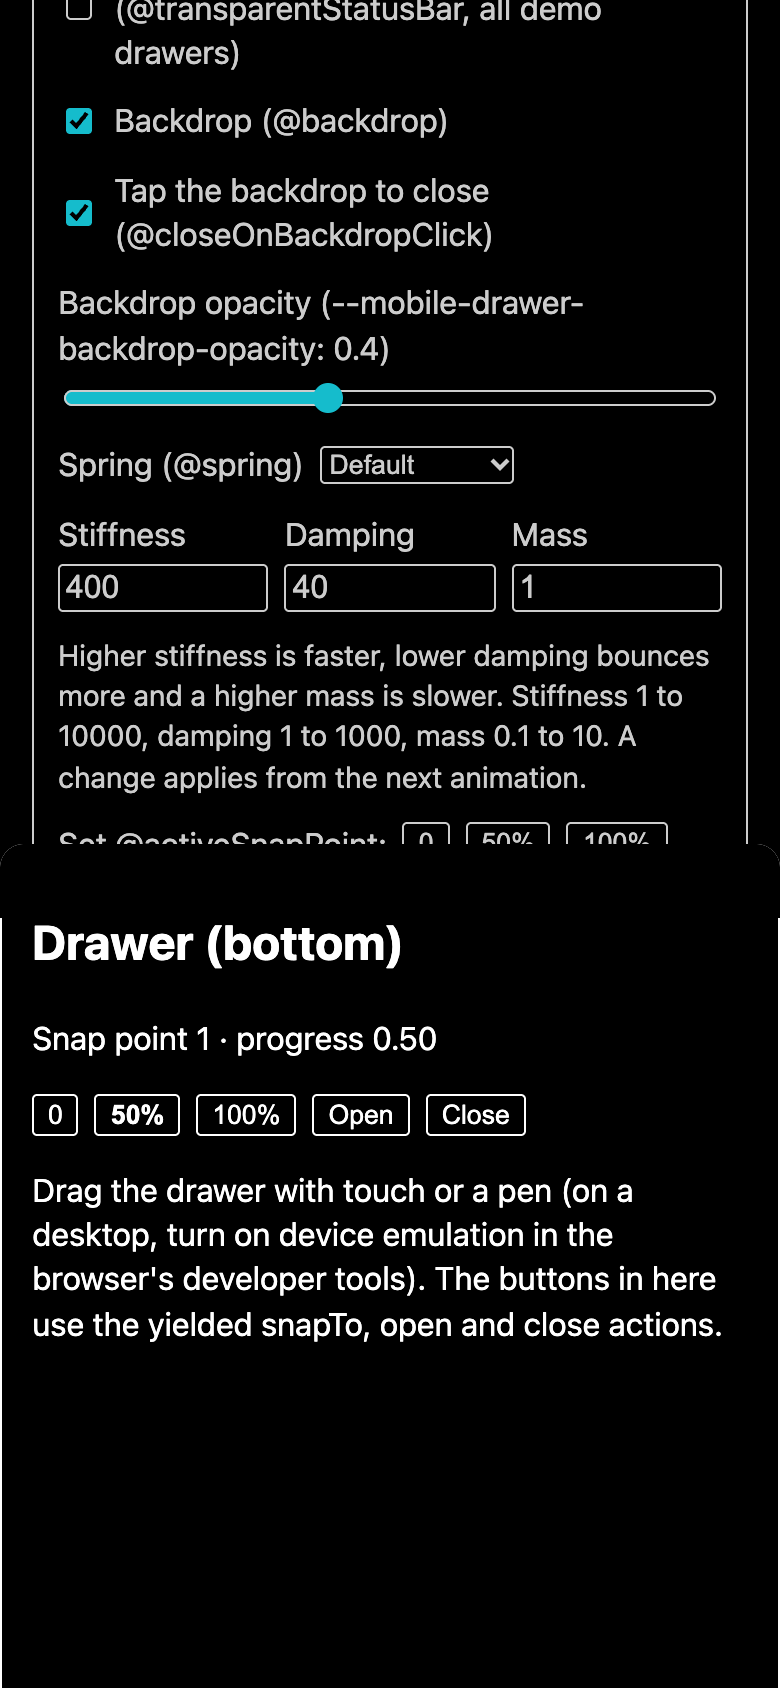 (@transparentStatusBar, all demo
drawers)
Backdrop (@backdrop)
Tap the backdrop to close
(@closeOnBackdropClick)
Backdrop opacity (--mobile-drawer-
backdrop-opacity: 0.4)
Spring (@spring) Default
Stiffness Damping Mass
400 40 1
Higher stiffness is faster, lower damping bounces
more and a higher mass is slower. Stiffness 1 to
10000, damping 1 to 1000, mass 0.1 to 10. A
change applies from the next animation.
Set @activeSnapPoint: 0 50% 100%
Drawer (bottom)
Snap point 1 · progress 0.50
0 50% 100% Open Close
Drag the drawer with touch or a pen (on a
desktop, turn on device emulation in the
browser's developer tools). The buttons in here
use the yielded snapTo, open and close actions.